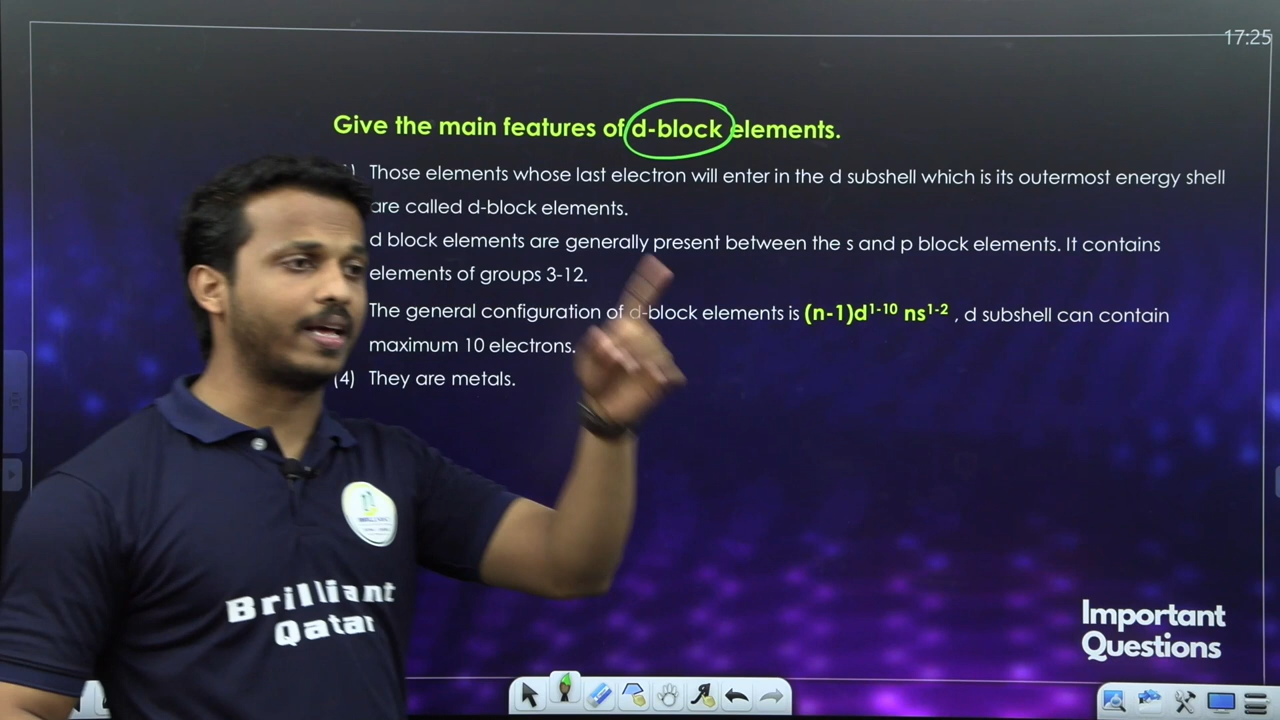 17:25
Give the main features of d-block elements.
Those elements whose last electron will enter in the d subshell which is its outermost energy shell
are called d-block elements.
d block elements are generally present between the s and p block elements. It contains
elements of groups 3-12.
The general configuration of d-block elements is (n-1)d¹⁻¹⁰ ns¹⁻² , d subshell can contain
maximum 10 electrons.
(4) They are metals.
Brilliant
Qatar
Important
Questions